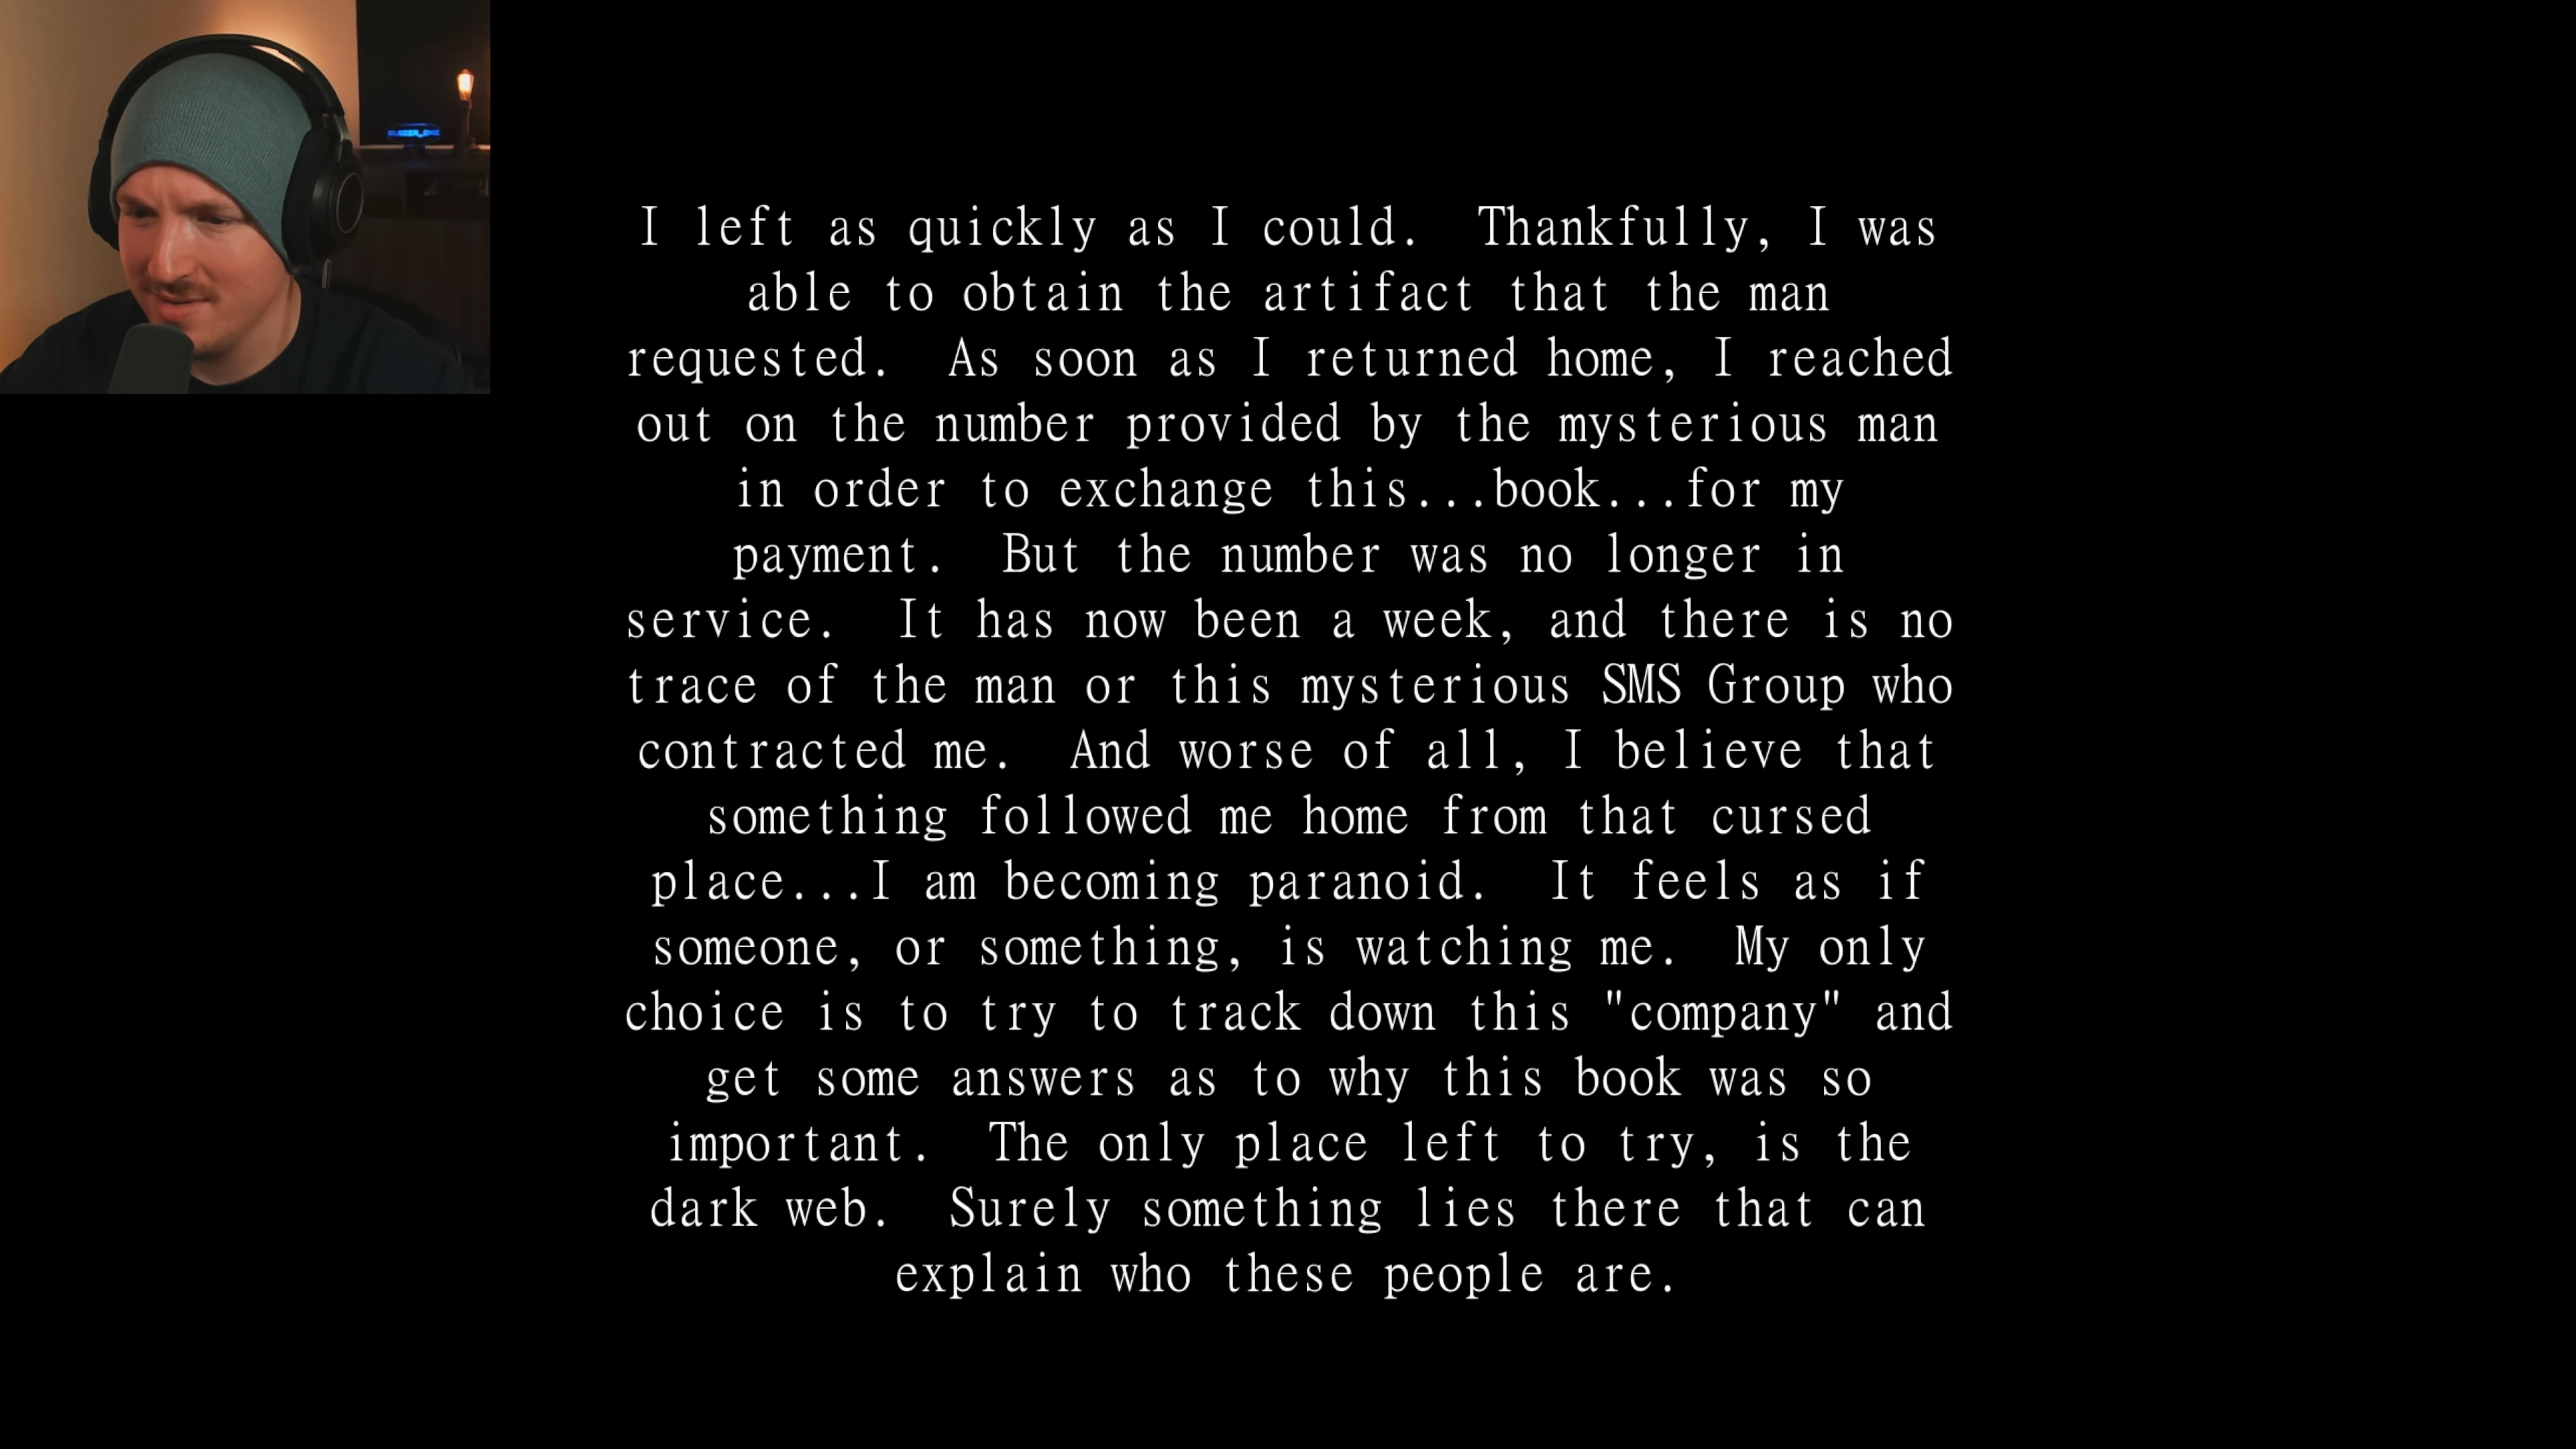 I left as quickly as I could.  Thankfully, I was
able to obtain the artifact that the man
requested.  As soon as I returned home, I reached
out on the number provided by the mysterious man
in order to exchange this...book...for my
payment.  But the number was no longer in
service.  It has now been a week, and there is no
trace of the man or this mysterious SMS Group who
contracted me.  And worse of all, I believe that
something followed me home from that cursed
place...I am becoming paranoid.  It feels as if
someone, or something, is watching me.  My only
choice is to try to track down this "company" and
get some answers as to why this book was so
important.  The only place left to try, is the
dark web.  Surely something lies there that can
explain who these people are.